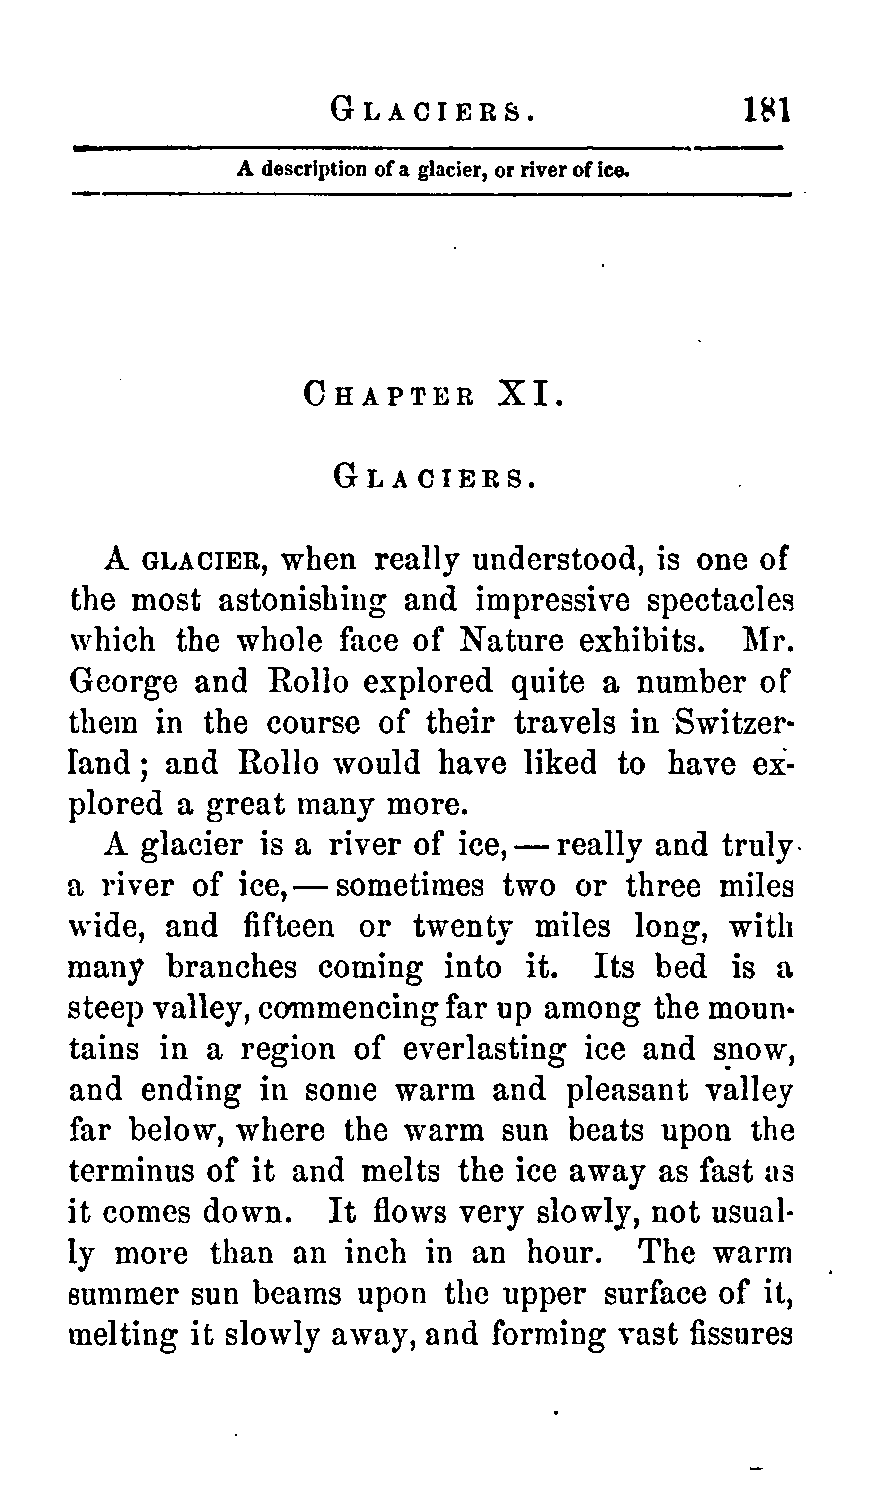 GLACIERS. 181
A description of a glacier, or river of ice.
CHAPTER XI.
GLACIERS.
A GLACIER, when really understood, is one of
the most astonishing and impressive spectacles
which the whole face of Nature exhibits. Mr.
George and Rollo explored quite a number of
them in the course of their travels in Switzer-
land; and Rollo would have liked to have ex-
plored a great many more.
A glacier is a river of ice,—really and truly
a river of ice,—sometimes two or three miles
wide, and fifteen or twenty miles long, with
many branches coming into it. Its bed is a
steep valley, commencing far up among the moun-
tains in a region of everlasting ice and snow,
and ending in some warm and pleasant valley
far below, where the warm sun beats upon the
terminus of it and melts the ice away as fast as
it comes down. It flows very slowly, not usual-
ly more than an inch in an hour. The warm
summer sun beams upon the upper surface of it,
melting it slowly away, and forming vast fissures